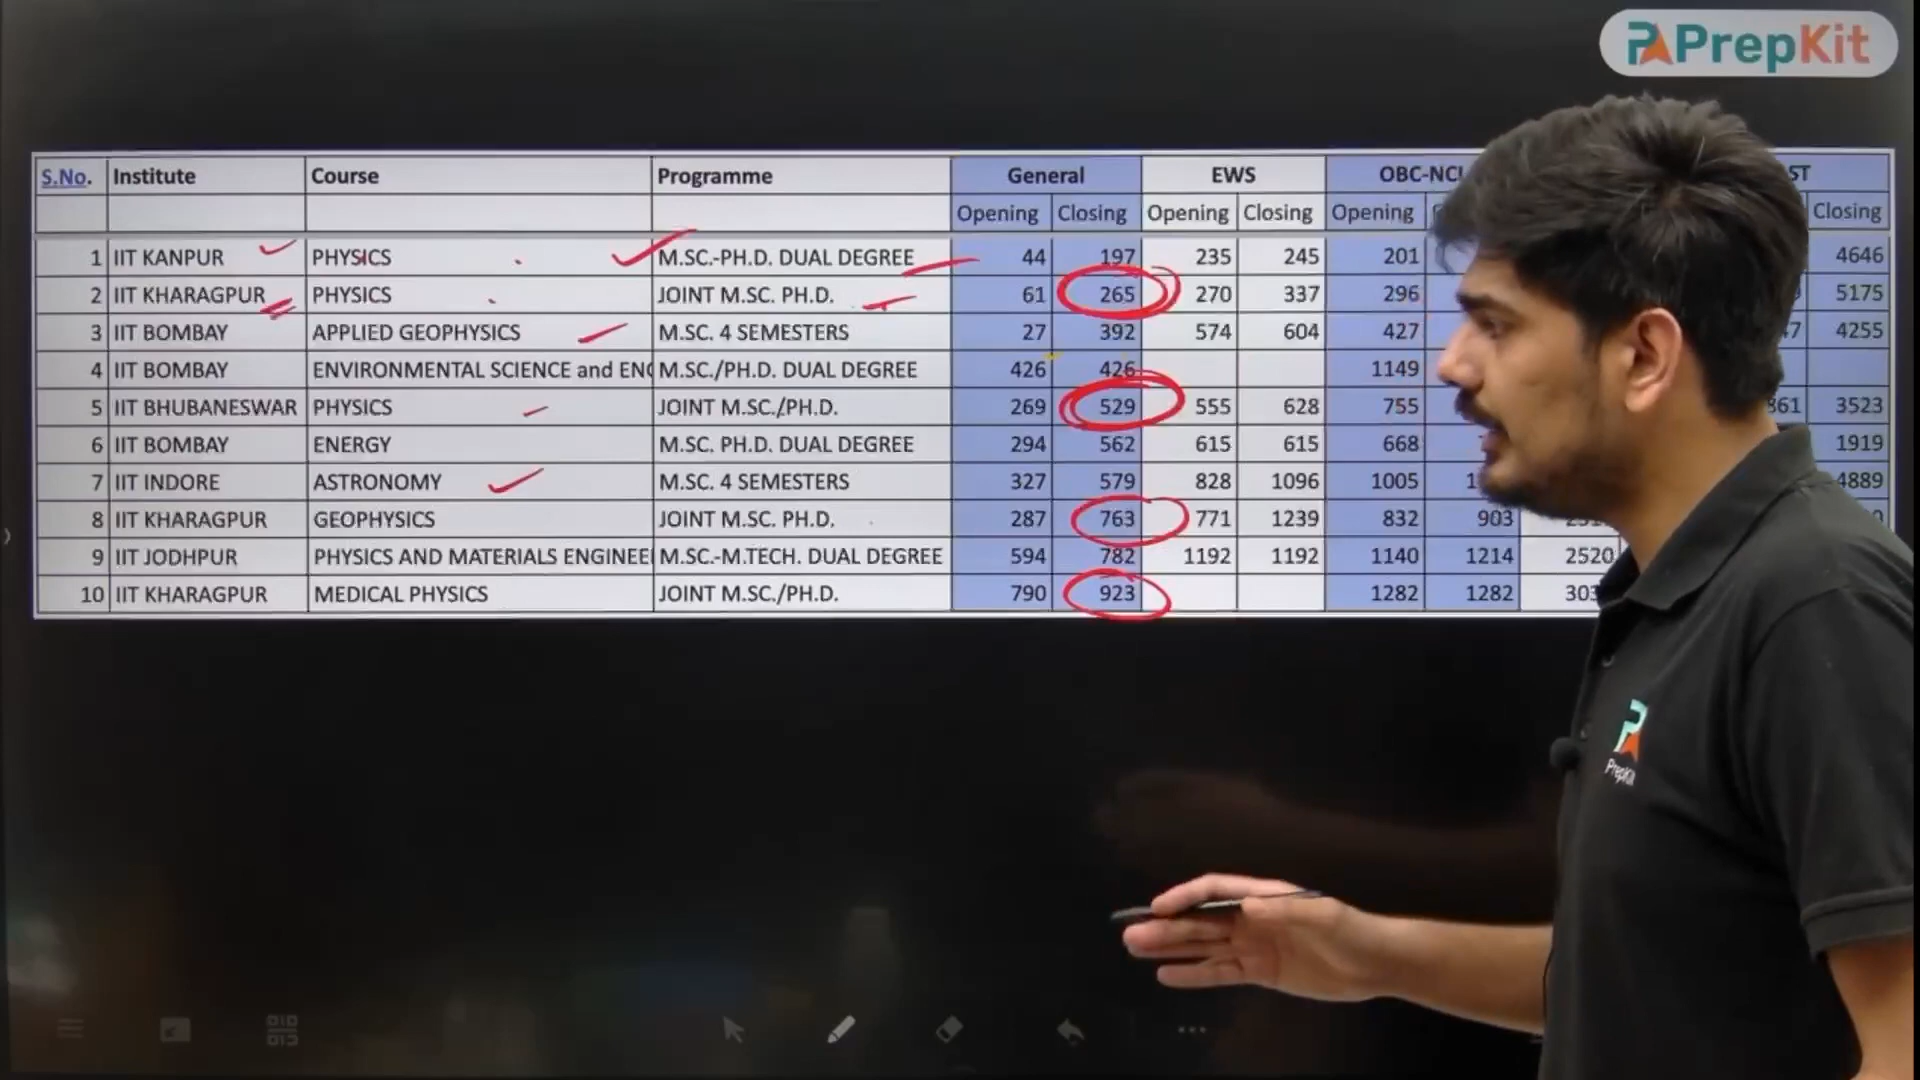 PrepKit
S.No. Institute Course Programme General EWS OBC-NCL ST
Opening Closing Opening Closing Opening Closing
1 IIT KANPUR PHYSICS M.SC.-PH.D. DUAL DEGREE 44 197 235 245 201 4646
2 IIT KHARAGPUR PHYSICS JOINT M.SC. PH.D. 61 265 270 337 296 5175
3 IIT BOMBAY APPLIED GEOPHYSICS M.SC. 4 SEMESTERS 27 392 574 604 427 4255
4 IIT BOMBAY ENVIRONMENTAL SCIENCE and M.SC./PH.D. DUAL DEGREE 426 426 1149
5 IIT BHUBANESWAR PHYSICS JOINT M.SC./PH.D. 269 529 555 628 755 3523
6 IIT BOMBAY ENERGY M.SC. PH.D. DUAL DEGREE 294 562 615 615 668 1919
7 IIT INDORE ASTRONOMY M.SC. 4 SEMESTERS 327 579 828 1096 1005 4889
8 IIT KHARAGPUR GEOPHYSICS JOINT M.SC. PH.D. 287 763 771 1239 832 903
9 IIT JODHPUR PHYSICS AND MATERIALS ENGINEE M.SC.-M.TECH. DUAL DEGREE 594 782 1192 1192 1140 1214 2520
10 IIT KHARAGPUR MEDICAL PHYSICS JOINT M.SC./PH.D. 790 923 1282 1282
PrepKit